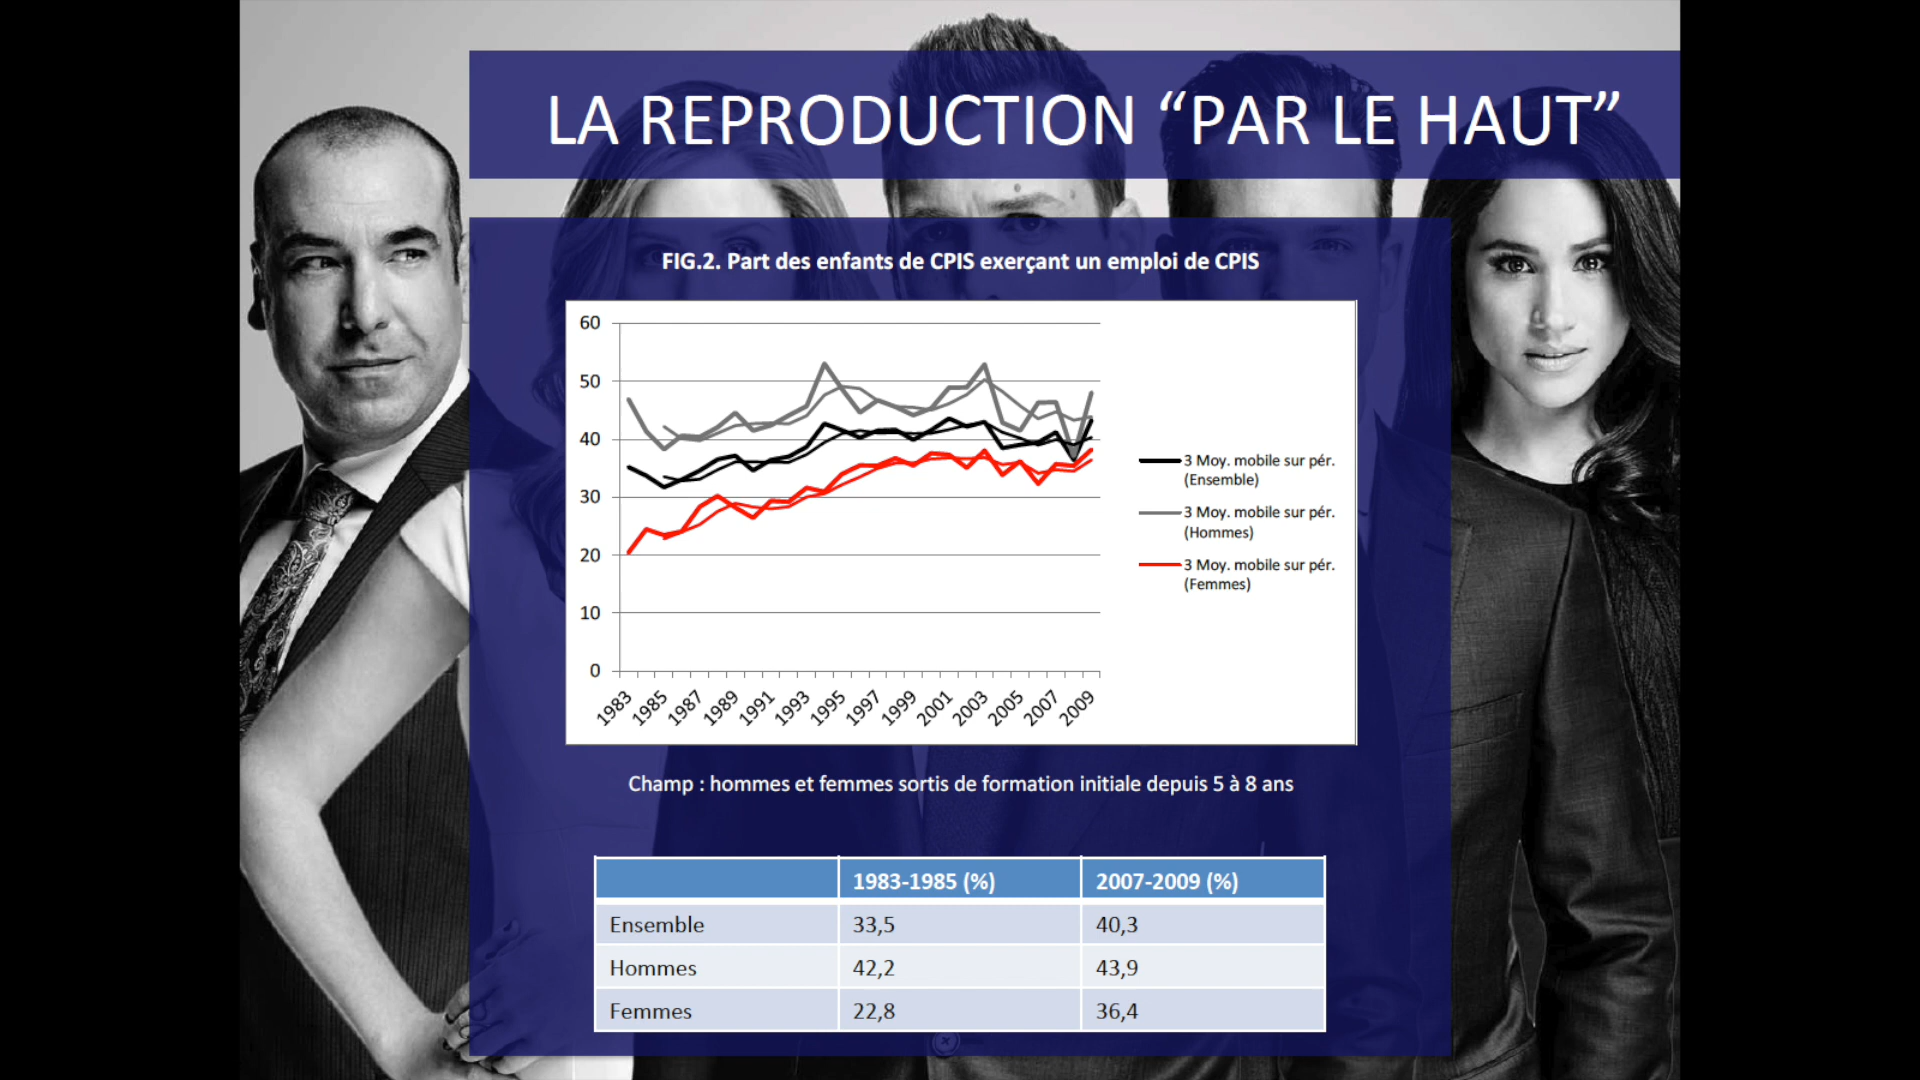 LA REPRODUCTION “PAR LE HAUT”
FIG.2. Part des enfants de CPIS exerçant un emploi de CPIS
60
50
40
30
20
10
0
1983 1985 1987 1989 1991 1993 1995 1997 1999 2001 2003 2005 2007 2009
3 Moy. mobile sur pér.
(Ensemble)
3 Moy. mobile sur pér.
(Hommes)
3 Moy. mobile sur pér.
(Femmes)
Champ : hommes et femmes sortis de formation initiale depuis 5 à 8 ans
1983-1985 (%) 2007-2009 (%)
Ensemble 33,5 40,3
Hommes 42,2 43,9
Femmes 22,8 36,4